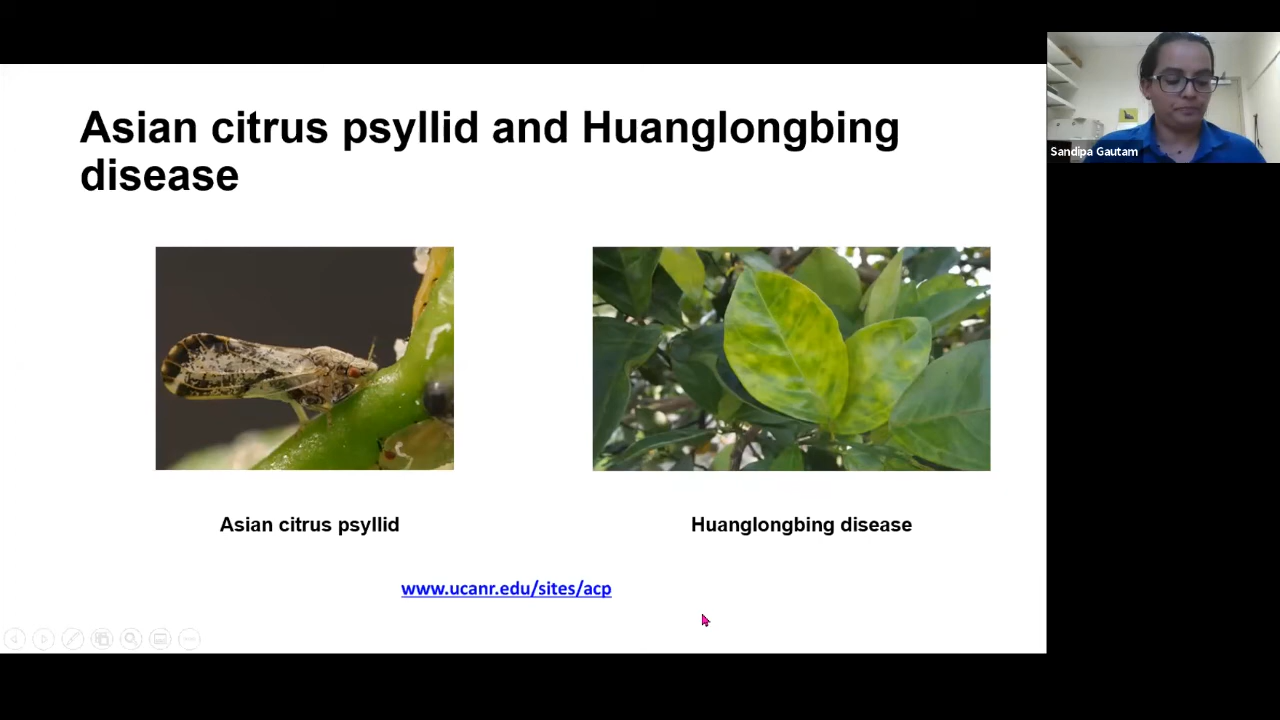 Asian citrus psyllid and Huanglongbing
disease
Sandipa Gautam
Asian citrus psyllid
Huanglongbing disease
www.ucanr.edu/sites/acp